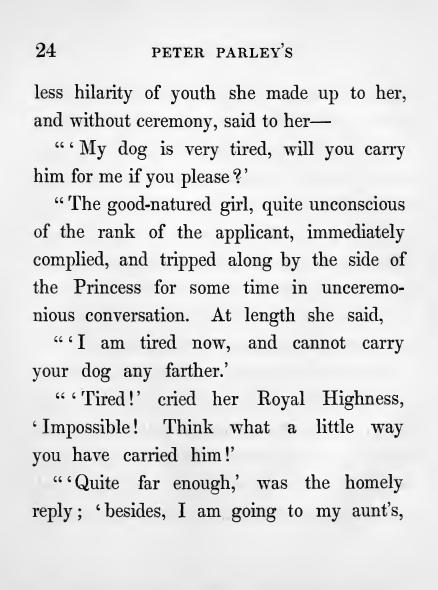 24 PETER PARLEY'S
less hilarity of youth she made up to her,
and without ceremony, said to her—
“‘My dog is very tired, will you carry
him for me if you please?’
“The good-natured girl, quite unconscious
of the rank of the applicant, immediately
complied, and tripped along by the side of
the Princess for some time in unceremo-
nious conversation. At length she said,
“‘I am tired now, and cannot carry
your dog any farther.’
“‘Tired!’ cried her Royal Highness,
‘Impossible! Think what a little way
you have carried him!’
“‘Quite far enough,’ was the homely
reply; ‘besides, I am going to my aunt's,